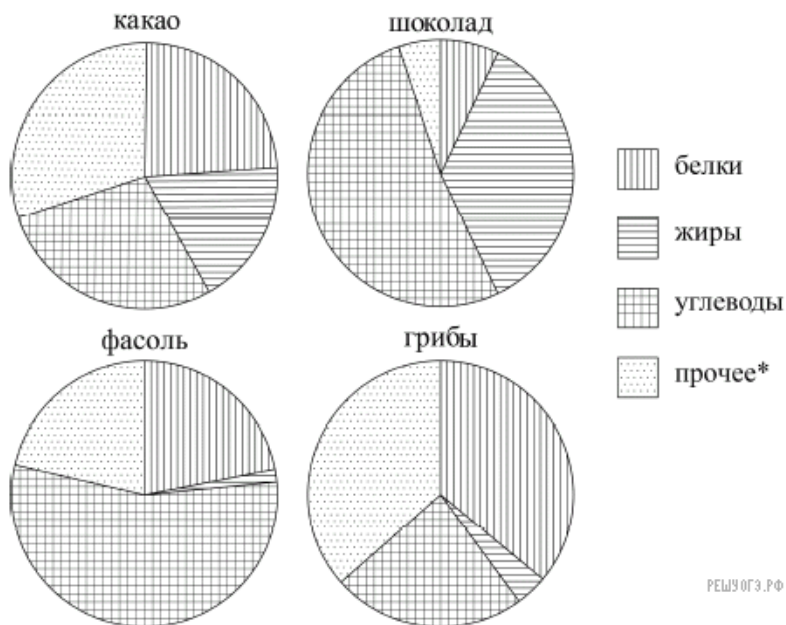 какао
шоколад
белки
жиры
углеводы
прочее*
фасоль
грибы
РЕШУОГЭ.РФ